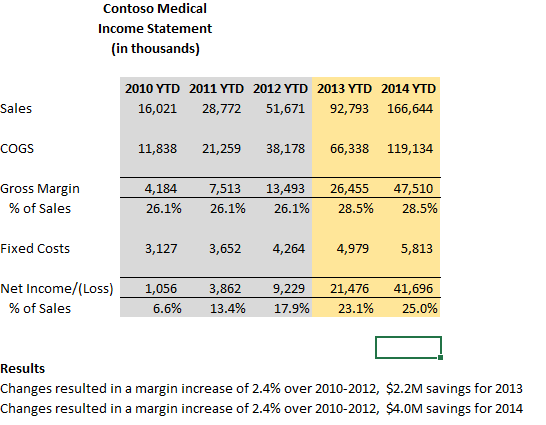 Contoso Medical
Income Statement
(in thousands)
2010 YTD 2011 YTD 2012 YTD 2013 YTD 2014 YTD
Sales 16,021 28,772 51,671 92,793 166,644
COGS 11,838 21,259 38,178 66,338 119,134
Gross Margin 4,184 7,513 13,493 26,455 47,510
% of Sales 26.1% 26.1% 26.1% 28.5% 28.5%
Fixed Costs 3,127 3,652 4,264 4,979 5,813
Net Income/(Loss) 1,056 3,862 9,229 21,476 41,696
% of Sales 6.6% 13.4% 17.9% 23.1% 25.0%
Results
Changes resulted in a margin increase of 2.4% over 2010-2012, $2.2M savings for 2013
Changes resulted in a margin increase of 2.4% over 2010-2012, $4.0M savings for 2014